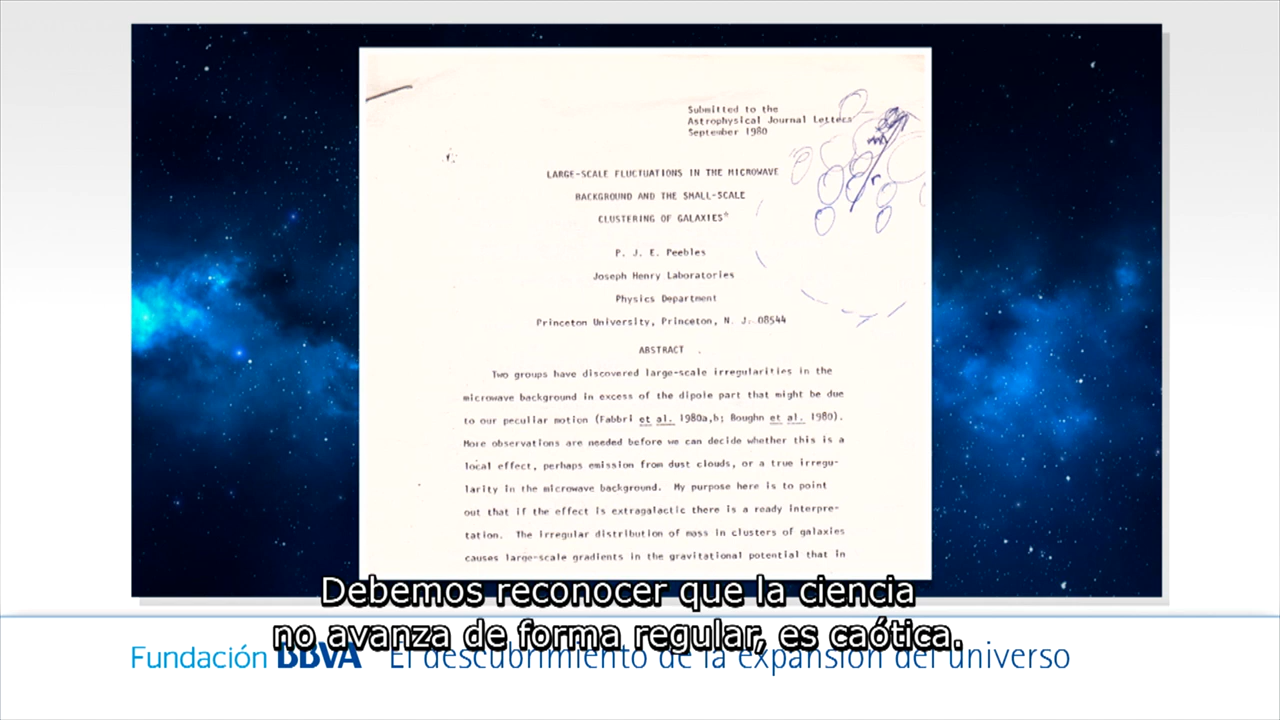 Submitted to the
Astrophysical Journal Letters
September 1980
LARGE-SCALE FLUCTUATIONS IN THE MICROWAVE
BACKGROUND AND THE SMALL-SCALE
CLUSTERING OF GALAXIES*
P. J. E. Peebles
Joseph Henry Laboratories
Physics Department
Princeton University, Princeton, N. J. 08544
ABSTRACT
Two groups have discovered large-scale irregularities in the
microwave background in excess of the dipole part that might be due
to our peculiar motion (Fabbri et al. 1980a,b; Boughn et al. 1980).
More observations are needed before we can decide whether this is a
local effect, perhaps emission from dust clouds, or a true irregu-
larity in the microwave background. My purpose here is to point
out that if the effect is extragalactic there is a ready interpre-
tation. The irregular distribution of mass in clusters of galaxies
causes large-scale gradients in the gravitational potential that in
Debemos reconocer que la ciencia
no avanza de forma regular, es caótica.
Fundación BBVA El descubrimiento de la expansión del universo